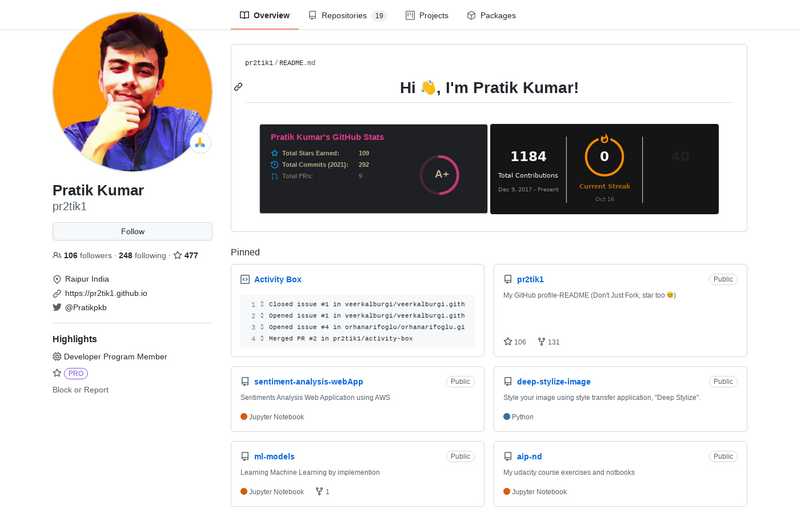 Overview
Repositories 19
Projects
Packages
Pratik Kumar
pr2tik1
Follow
106 followers · 248 following · 477
Raipur India
https://pr2tik1.github.io
@Pratikpkb
Highlights
Developer Program Member
PRO
Block or Report
pr2tik1 / README.md
Hi 👋, I'm Pratik Kumar!
Pratik Kumar's GitHub Stats
Total Stars Earned: 109
Total Commits (2021): 292
Total PRs: 9
A+
1184
Total Contributions
Dec 9, 2017 - Present
0
Current Streak
Oct 16
40
Pinned
Activity Box
1 Closed issue #1 in veerkalburgi/veerkalburgi.gith
2 Opened issue #1 in veerkalburgi/veerkalburgi.gith
3 Opened issue #4 in orhanarifoglu/orhanarifoglu.gi
4 Merged PR #2 in pr2tik1/activity-box
pr2tik1 Public
My GitHub profile-README (Don't Just Fork, star too 😃)
106 131
sentiment-analysis-webApp Public
Sentiments Analysis Web Application using AWS
Jupyter Notebook
deep-stylize-image Public
Style your image using style transfer application, "Deep Stylize".
Python
ml-models Public
Learning Machine Learning by implemention
Jupyter Notebook 1
aip-nd Public
My udacity course exercises and notbooks
Jupyter Notebook